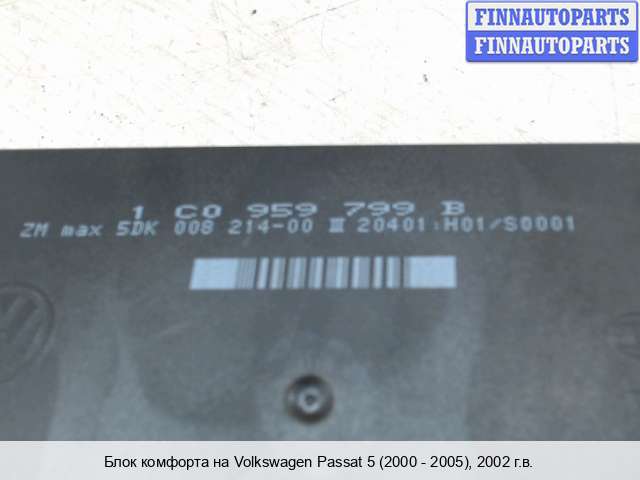 FINNAUTOPARTS
FINNAUTOPARTS
1 C0 959 799 B
ZM max 5DK 008 214-00 III 20401:H01/S0001
Блок комфорта на Volkswagen Passat 5 (2000 - 2005), 2002 г.в.